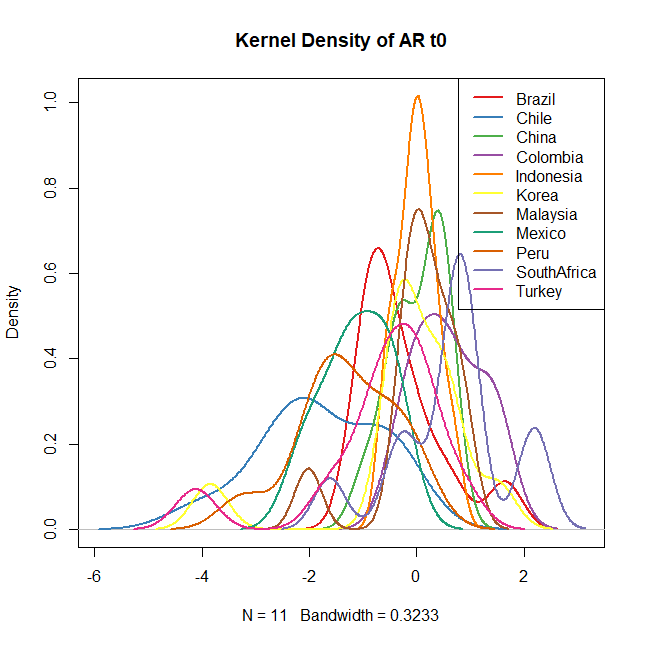 Kernel Density of AR t0
Density
1.0
0.8
0.6
0.4
0.2
0.0
-6 -4 -2 0 2
N = 11 Bandwidth = 0.3233
Brazil
Chile
China
Colombia
Indonesia
Korea
Malaysia
Mexico
Peru
SouthAfrica
Turkey